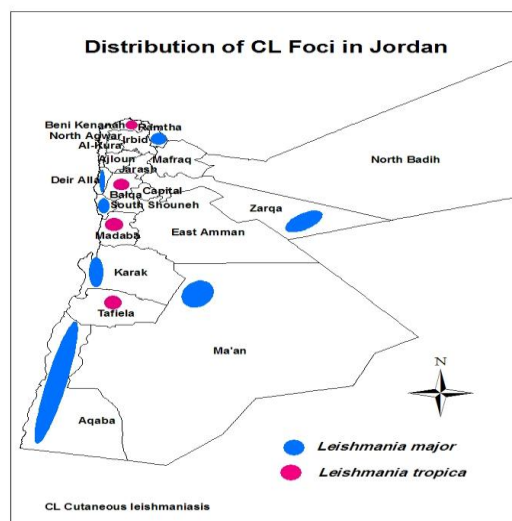 Distribution of CL Foci in Jordan
Beni Kenanah
Ramtha
North Agwar
Irbid
Al-Kura
Ajloun
Mafraq
Jarash
North Badih
Deir Alla
Balqa
Capital
South Shouneh
Zarqa
Madaba
East Amman
Karak
Tafiela
Ma'an
N
Aqaba
Leishmania major
Leishmania tropica
CL Cutaneous leishmaniasis